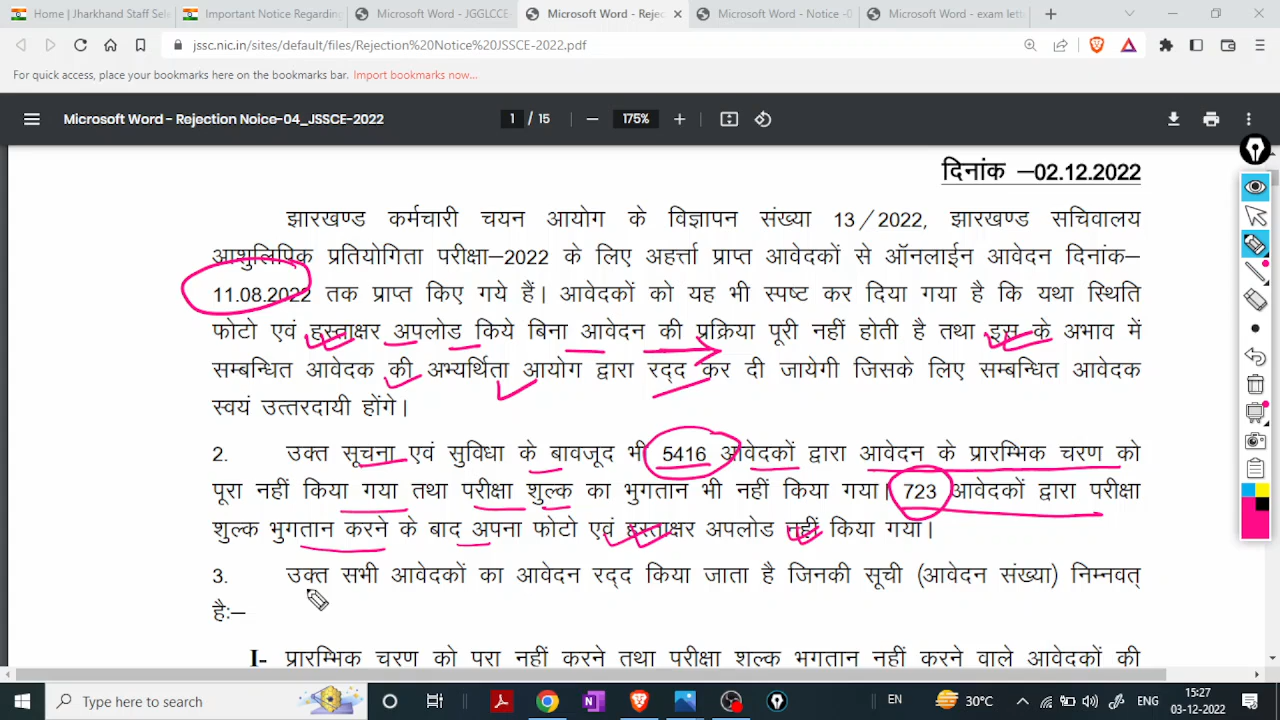 Home | Jharkhand Staff Sele
Important Notice Regarding
Microsoft Word - JGGLCCE
Microsoft Word - Rejec
Microsoft Word - Notice -0
Microsoft Word - exam lett
jssc.nic.in/sites/default/files/Rejection%20Notice%20JSSCE-2022.pdf
For quick access, place your bookmarks here on the bookmarks bar. Import bookmarks now...
Microsoft Word - Rejection Noice-04_JSSCE-2022
1 / 15
175%
दिनांक –02.12.2022
झारखण्ड कर्मचारी चयन आयोग के विज्ञापन संख्या 13/2022, झारखण्ड सचिवालय
आशुलिपिक प्रतियोगिता परीक्षा–2022 के लिए अहर्त्ता प्राप्त आवेदकों से ऑनलाईन आवेदन दिनांक–
11.08.2022 तक प्राप्त किए गये हैं। आवेदकों को यह भी स्पष्ट कर दिया गया है कि यथा स्थिति
फोटो एवं हस्ताक्षर अपलोड किये बिना आवेदन की प्रक्रिया पूरी नहीं होती है तथा इस के अभाव में
सम्बन्धित आवेदक की अभ्यर्थिता आयोग द्वारा रद्द कर दी जायेगी जिसके लिए सम्बन्धित आवेदक
स्वयं उत्तरदायी होंगे।
2. उक्त सूचना एवं सुविधा के बावजूद भी 5416 आवेदकों द्वारा आवेदन के प्रारम्भिक चरण को
पूरा नहीं किया गया तथा परीक्षा शुल्क का भुगतान भी नहीं किया गया। 723 आवेदकों द्वारा परीक्षा
शुल्क भुगतान करने के बाद अपना फोटो एवं हस्ताक्षर अपलोड नहीं किया गया।
3. उक्त सभी आवेदकों का आवेदन रद्द किया जाता है जिनकी सूची (आवेदन संख्या) निम्नवत्
है:–
I- प्रारम्भिक चरण को पूरा नहीं करने तथा परीक्षा शुल्क भुगतान नहीं करने वाले आवेदकों की
Type here to search
EN
30°C
ENG
15:27
03-12-2022